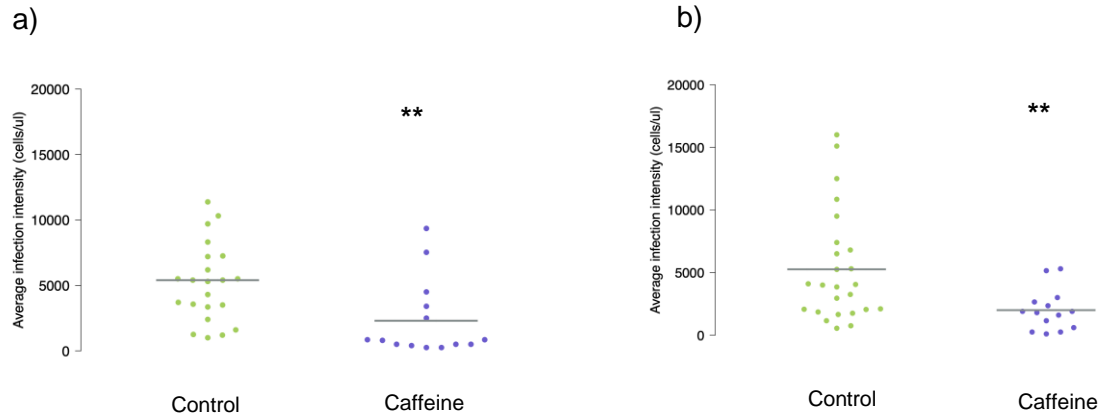 a)
Average infection intensity (cells/ul)
20000
15000
10000
5000
0
**
Control
Caffeine
b)
Average infection intensity (cells/ul)
20000
15000
10000
5000
0
**
Control
Caffeine